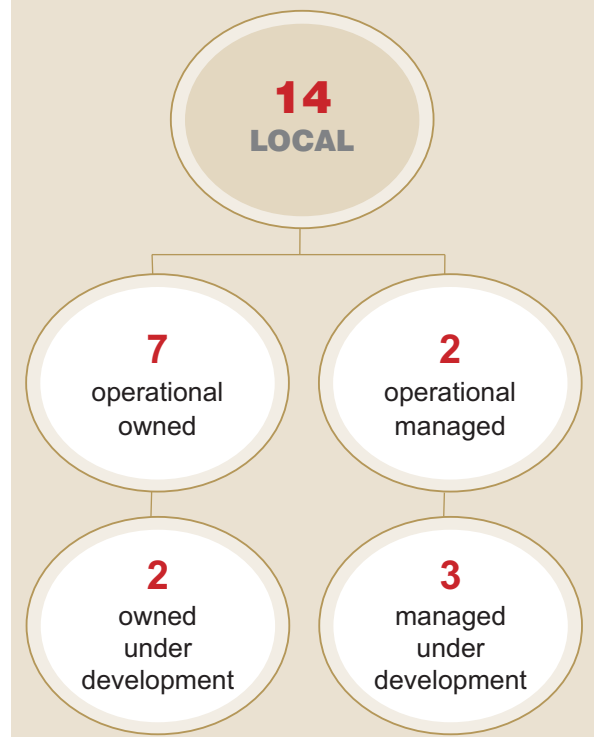 14
LOCAL
7
operational
owned
2
operational
managed
2
owned
under
development
3
managed
under
development